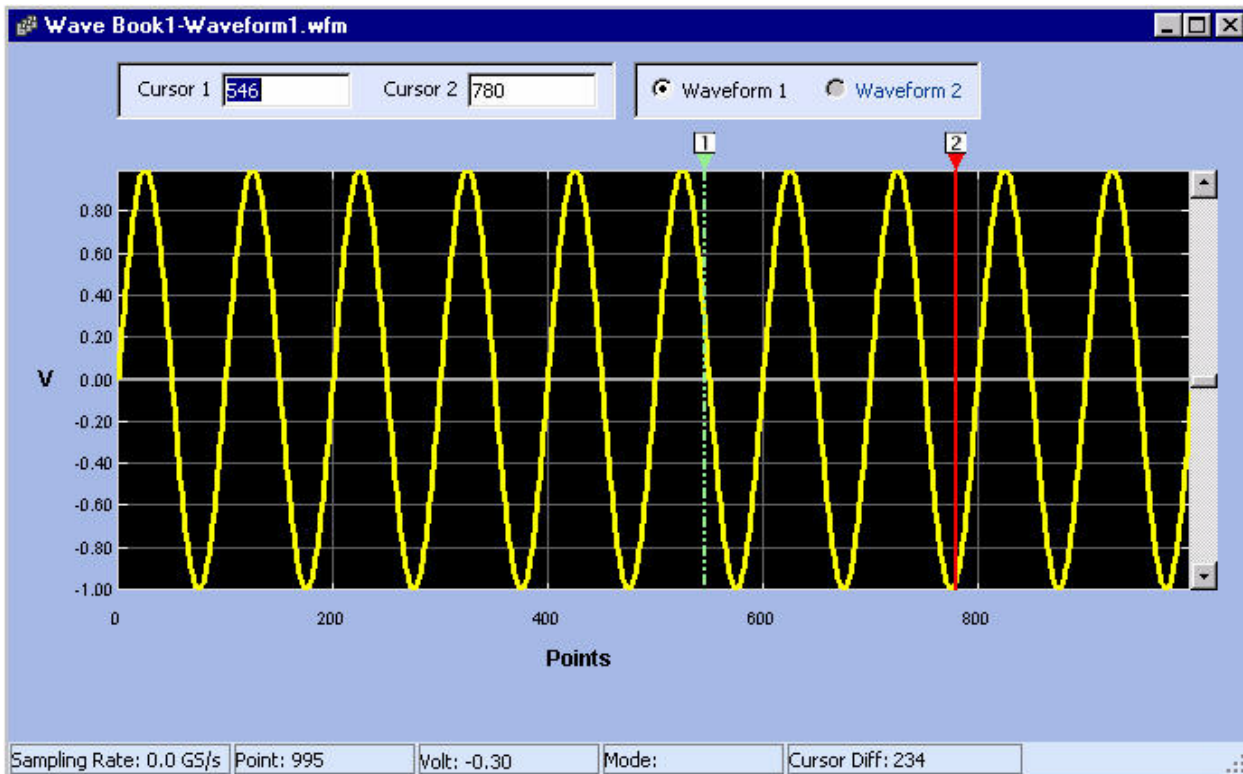 Wave Book1-Waveform1.wfm
Cursor 1 546 Cursor 2 780 Waveform 1 Waveform 2
1 2
0.80
0.60
0.40
0.20
V 0.00
-0.20
-0.40
-0.60
-0.80
-1.00
0 200 400 600 800
Points
Sampling Rate: 0.0 GS/s Point: 995 Volt: -0.30 Mode: Cursor Diff: 234